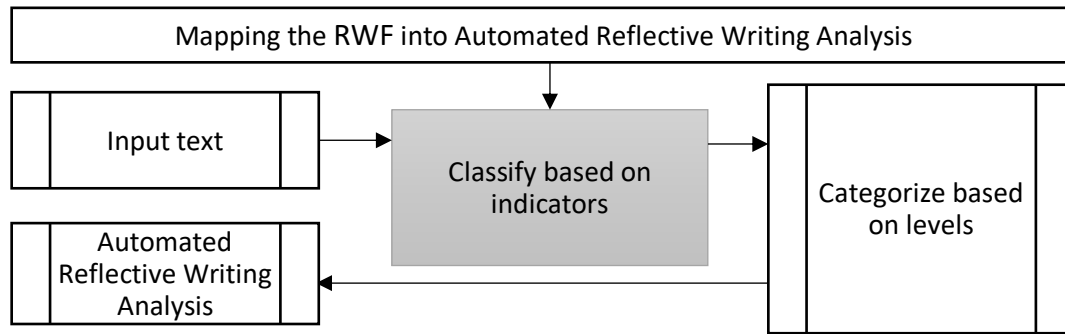 Mapping the RWF into Automated Reflective Writing Analysis
Input text
Classify based on
indicators
Categorize based
on levels
Automated
Reflective Writing
Analysis